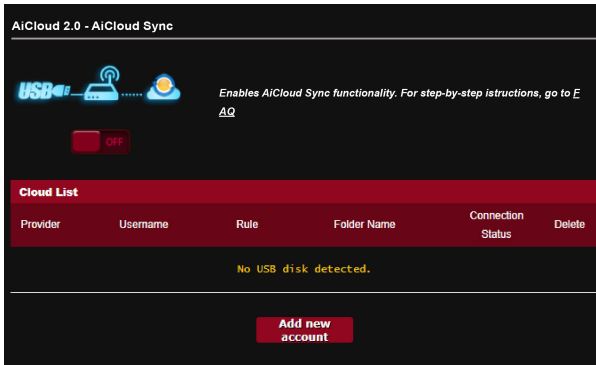 AiCloud 2.0 - AiCloud Sync
USB
Enables AiCloud Sync functionality. For step-by-step istructions, go to F
AQ
OFF
Cloud List
Provider Username Rule Folder Name Connection Status Delete
No USB disk detected.
Add new
account